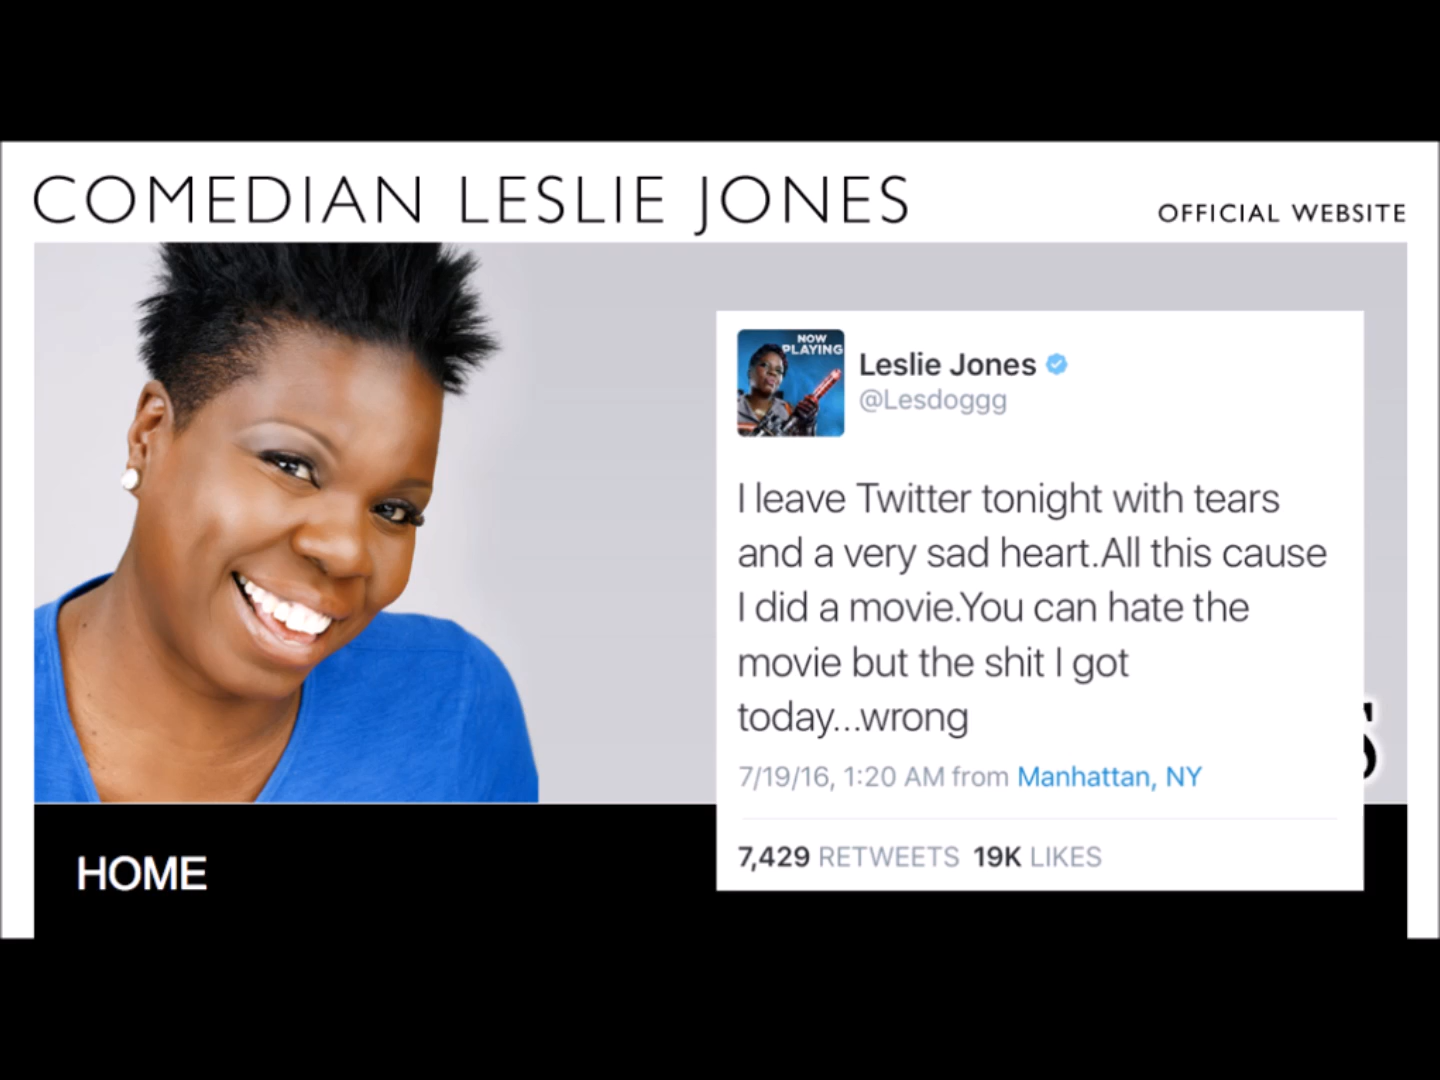 COMEDIAN LESLIE JONES
OFFICIAL WEBSITE
NOW
PLAYING
Leslie Jones
@Lesdoggg
I leave Twitter tonight with tears
and a very sad heart.All this cause
I did a movie.You can hate the
movie but the shit I got
today...wrong
7/19/16, 1:20 AM from Manhattan, NY
7,429 RETWEETS 19K LIKES
HOME